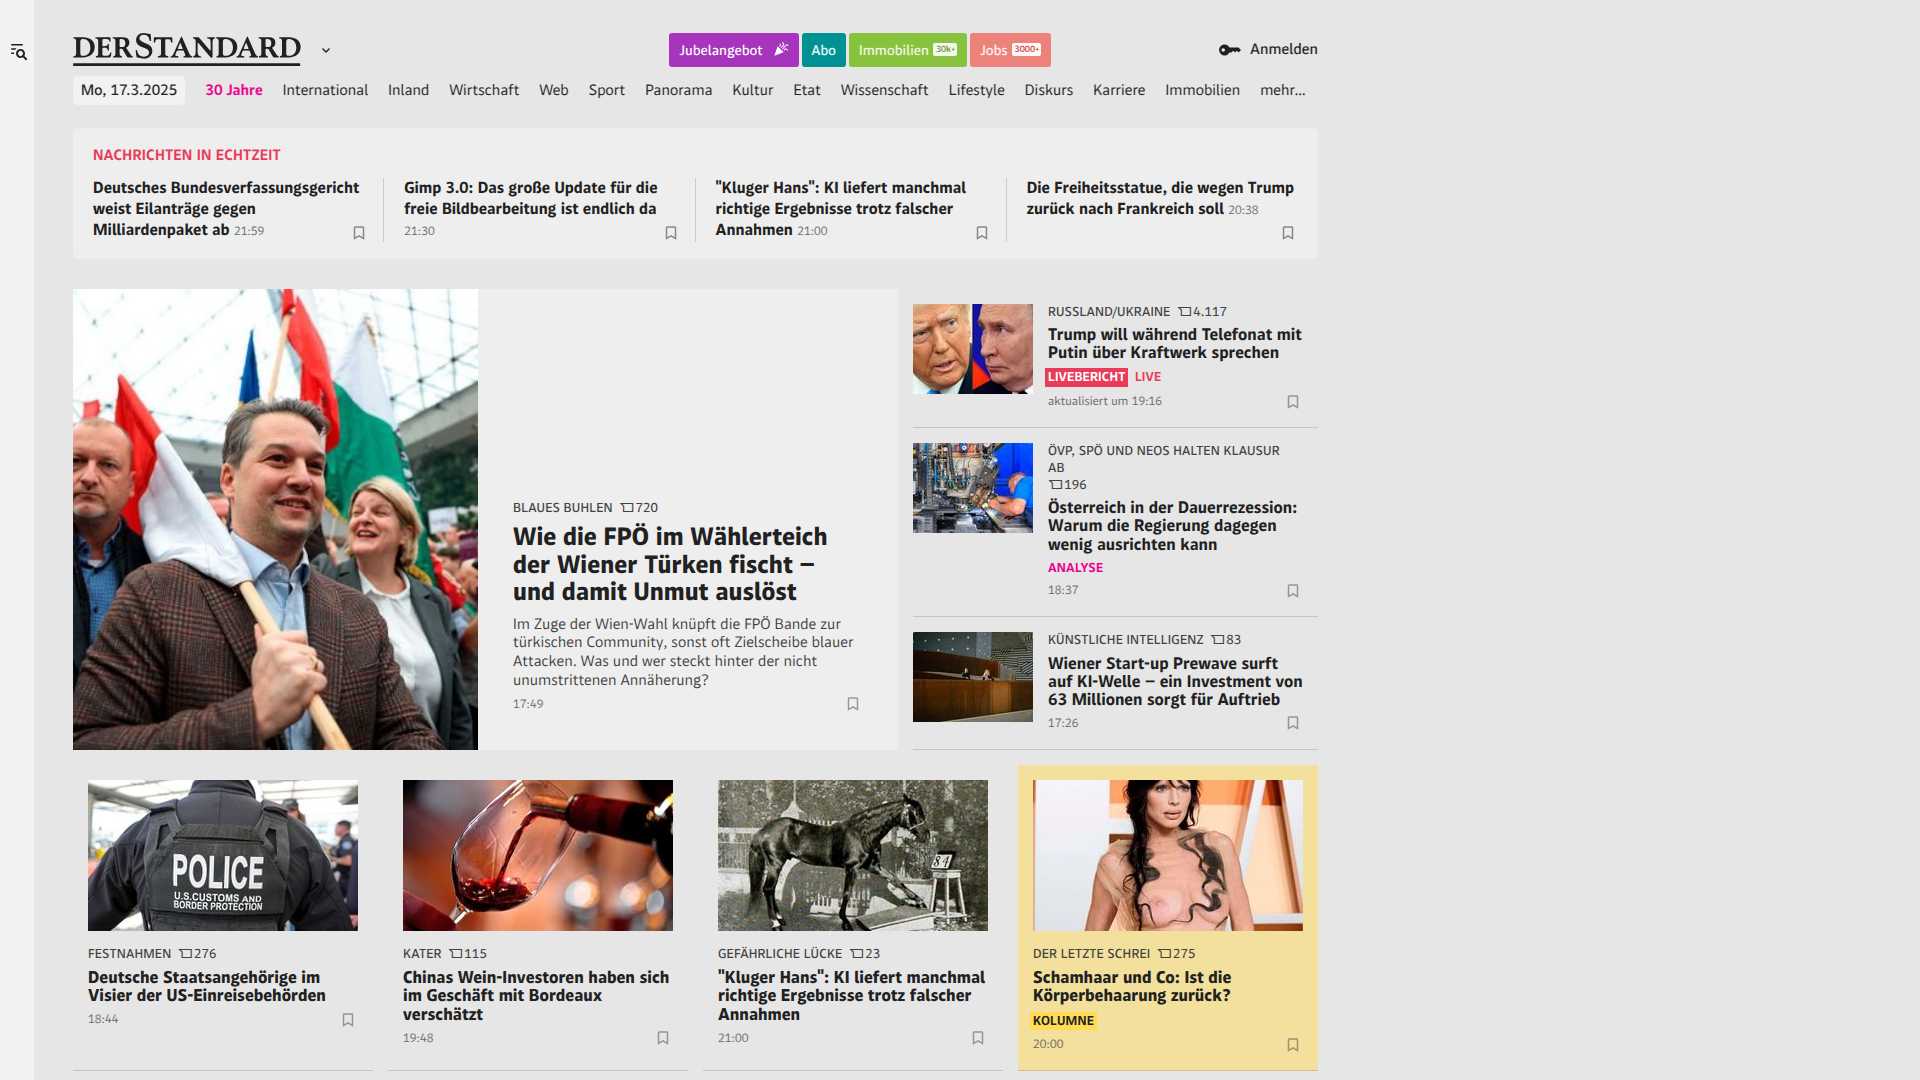 DERSTANDARD
Jubelangebot
Abo
Immobilien 30k+
Jobs 3000+
Anmelden
Mo, 17.3.2025
30 Jahre
International
Inland
Wirtschaft
Web
Sport
Panorama
Kultur
Etat
Wissenschaft
Lifestyle
Diskurs
Karriere
Immobilien
mehr...
NACHRICHTEN IN ECHTZEIT
Deutsches Bundesverfassungsgericht
weist Eilanträge gegen
Milliardenpaket ab 21:59
Gimp 3.0: Das große Update für die
freie Bildbearbeitung ist endlich da
21:30
"Kluger Hans": KI liefert manchmal
richtige Ergebnisse trotz falscher
Annahmen 21:00
Die Freiheitsstatue, die wegen Trump
zurück nach Frankreich soll 20:38
BLAUES BUHLEN 720
Wie die FPÖ im Wählerteich
der Wiener Türken fischt –
und damit Unmut auslöst
Im Zuge der Wien-Wahl knüpft die FPÖ Bande zur
türkischen Community, sonst oft Zielscheibe blauer
Attacken. Was und wer steckt hinter der nicht
unumstrittenen Annäherung?
17:49
RUSSLAND/UKRAINE 4.117
Trump will während Telefonat mit
Putin über Kraftwerk sprechen
LIVEBERICHT LIVE
aktualisiert um 19:16
ÖVP, SPÖ UND NEOS HALTEN KLAUSUR
AB
196
Österreich in der Dauerrezession:
Warum die Regierung dagegen
wenig ausrichten kann
ANALYSE
18:37
KÜNSTLICHE INTELLIGENZ 83
Wiener Start-up Prewave surft
auf KI-Welle – ein Investment von
63 Millionen sorgt für Auftrieb
17:26
POLICE
U.S. CUSTOMS AND
BORDER PROTECTION
FESTNAHMEN 276
Deutsche Staatsangehörige im
Visier der US-Einreisebehörden
18:44
KATER 115
Chinas Wein-Investoren haben sich
im Geschäft mit Bordeaux
verschätzt
19:48
84
GEFÄHRLICHE LÜCKE 23
"Kluger Hans": KI liefert manchmal
richtige Ergebnisse trotz falscher
Annahmen
21:00
DER LETZTE SCHREI 275
Schamhaar und Co: Ist die
Körperbehaarung zurück?
KOLUMNE
20:00